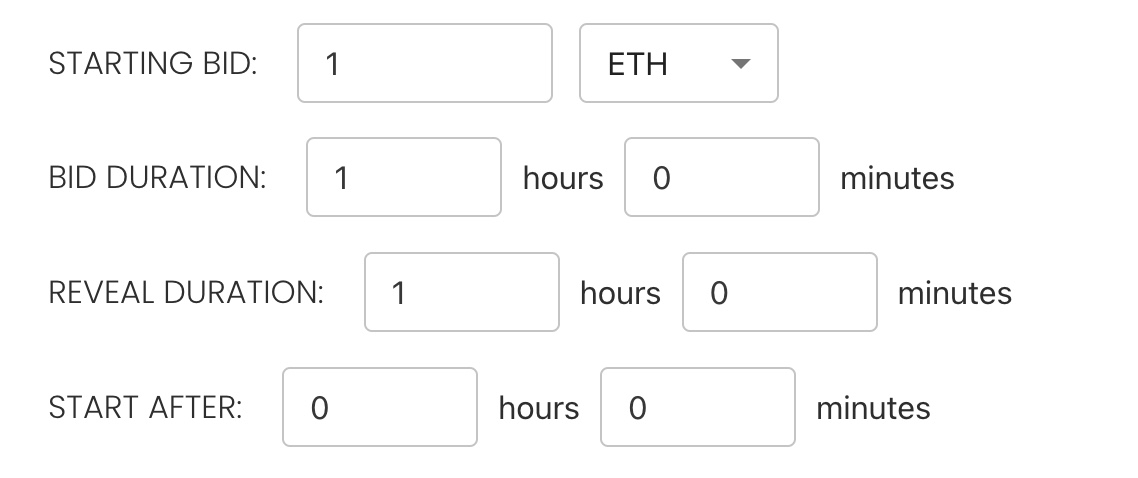 STARTING BID: 1 ETH
BID DURATION: 1 hours 0 minutes
REVEAL DURATION: 1 hours 0 minutes
START AFTER: 0 hours 0 minutes